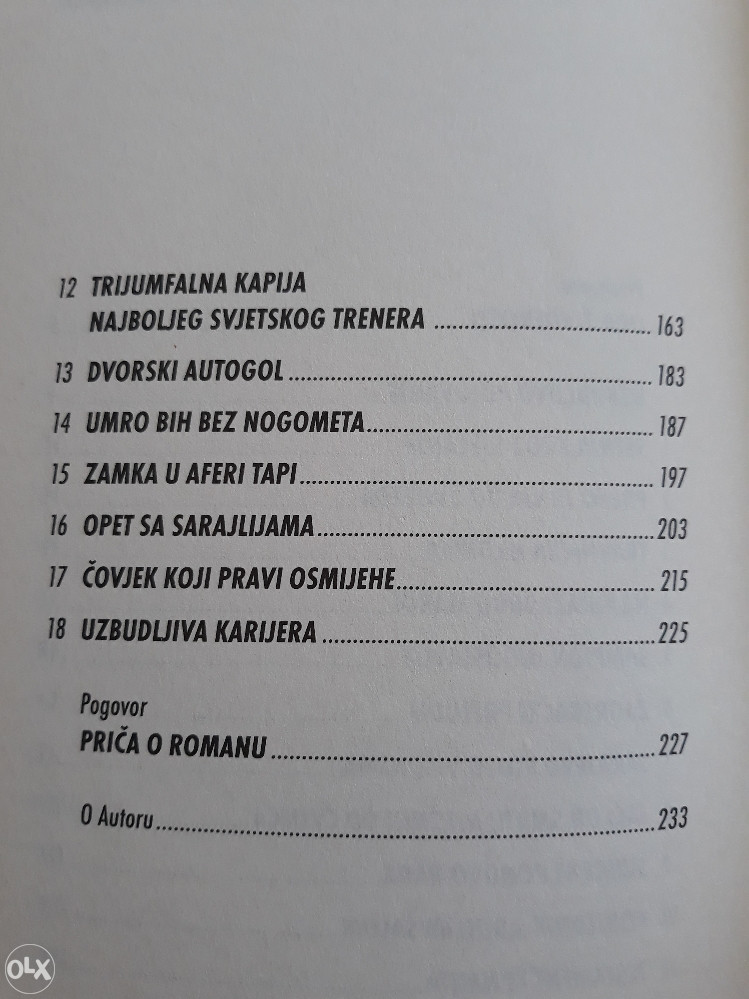 12 TRIJUMFALNA KAPIJA
NAJBOLJEG SVJETSKOG TRENERA 163
13 DVORSKI AUTOGOL 183
14 UMRO BIH BEZ NOGOMETA 187
15 ZAMKA U AFERI TAPI 197
16 OPET SA SARAJLIJAMA 203
17 ČOVJEK KOJI PRAVI OSMIJEHE 215
18 UZBUDLJIVA KARIJERA 225
Pogovor
PRIČA O ROMANU 227
O Autoru 233
OLX